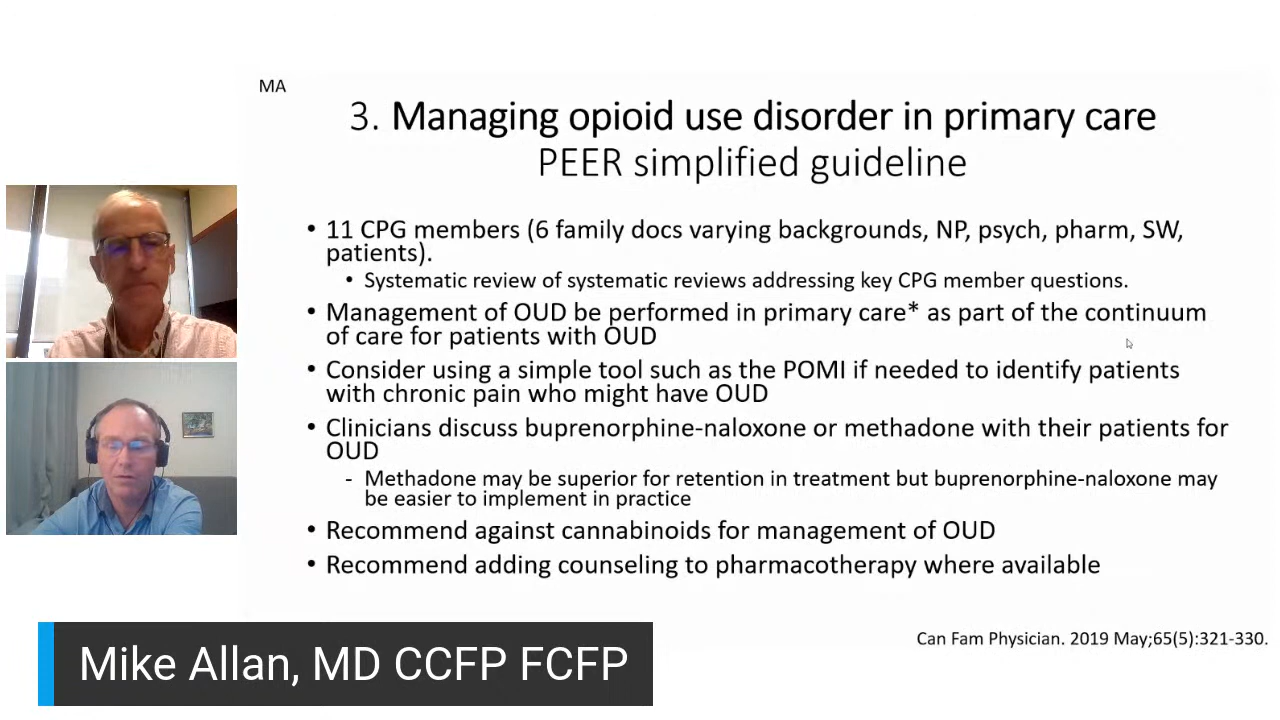 MA
3. Managing opioid use disorder in primary care
PEER simplified guideline
• 11 CPG members (6 family docs varying backgrounds, NP, psych, pharm, SW,
patients).
• Systematic review of systematic reviews addressing key CPG member questions.
• Management of OUD be performed in primary care* as part of the continuum
of care for patients with OUD
• Consider using a simple tool such as the POMI if needed to identify patients
with chronic pain who might have OUD
• Clinicians discuss buprenorphine-naloxone or methadone with their patients for
OUD
- Methadone may be superior for retention in treatment but buprenorphine-naloxone may
be easier to implement in practice
• Recommend against cannabinoids for management of OUD
• Recommend adding counseling to pharmacotherapy where available
Can Fam Physician. 2019 May;65(5):321-330.
Mike Allan, MD CCFP FCFP